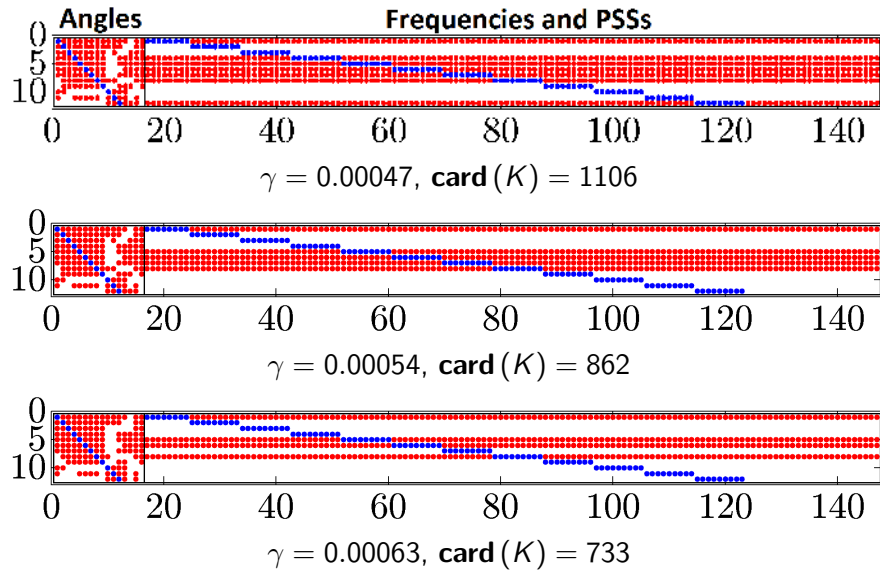 Angles Frequencies and PSSs
0
5
10
0 20 40 60 80 100 120 140
γ = 0.00047, card (K) = 1106
0
5
10
0 20 40 60 80 100 120 140
γ = 0.00054, card (K) = 862
0
5
10
0 20 40 60 80 100 120 140
γ = 0.00063, card (K) = 733